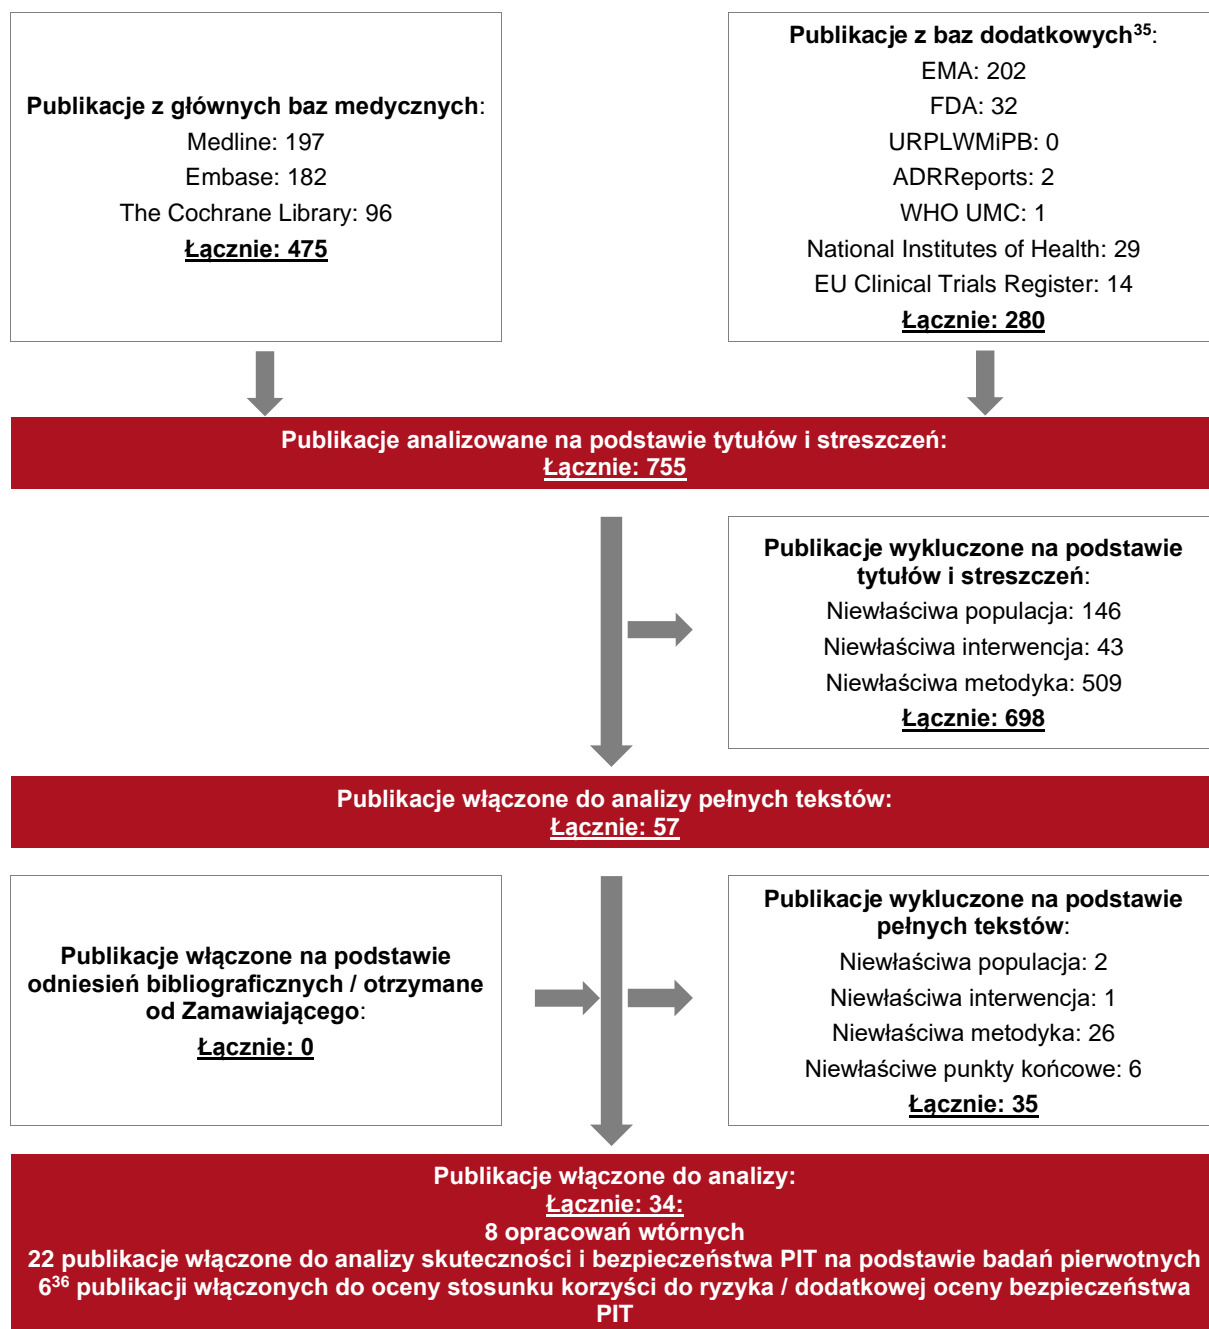 Publikacje z głównych baz medycznych:
Medline: 197
Embase: 182
The Cochrane Library: 96
Łącznie: 475
Publikacje z baz dodatkowych35:
EMA: 202
FDA: 32
URPLWMiPB: 0
ADRReports: 2
WHO UMC: 1
National Institutes of Health: 29
EU Clinical Trials Register: 14
Łącznie: 280
Publikacje analizowane na podstawie tytułów i streszczeń:
Łącznie: 755
Publikacje wykluczone na podstawie
tytułów i streszczeń:
Niewłaściwa populacja: 146
Niewłaściwa interwencja: 43
Niewłaściwa metodyka: 509
Łącznie: 698
Publikacje włączone do analizy pełnych tekstów:
Łącznie: 57
Publikacje włączone na podstawie
odniesień bibliograficznych / otrzymane
od Zamawiającego:
Łącznie: 0
Publikacje wykluczone na podstawie
pełnych tekstów:
Niewłaściwa populacja: 2
Niewłaściwa interwencja: 1
Niewłaściwa metodyka: 26
Niewłaściwe punkty końcowe: 6
Łącznie: 35
Publikacje włączone do analizy:
Łącznie: 34:
8 opracowań wtórnych
22 publikacje włączone do analizy skuteczności i bezpieczeństwa PIT na podstawie badań pierwotnych
636 publikacji włączonych do oceny stosunku korzyści do ryzyka / dodatkowej oceny bezpieczeństwa
PIT